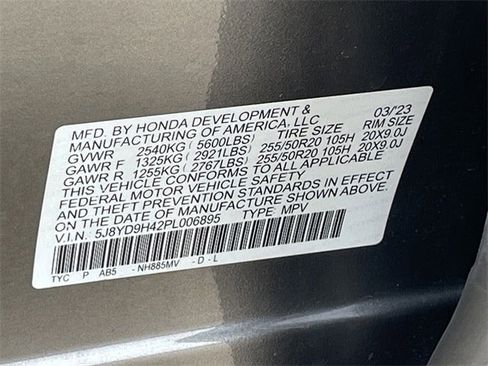 MFD. BY HONDA DEVELOPMENT & 03/'23
MANUFACTURING OF AMERICA, LLC
GVWR 2540KG( 5600LBS) TIRE SIZE RIM SIZE
GAWR F 1325KG( 2921LBS) 255/50R20 105H 20X9.0J
GAWR R 1255KG( 2767LBS) 255/50R20 105H 20X9.0J
THIS VEHICLE CONFORMS TO ALL APPLICABLE
FEDERAL MOTOR VEHICLE SAFETY
AND THEFT PREVENTION STANDARDS IN EFFECT
ON THE DATE OF MANUFACTURE SHOWN ABOVE.
V.I.N. 5J8YD9H42PL006895 TYPE: MPV
TYC P AB5 - NH885MV - D - L